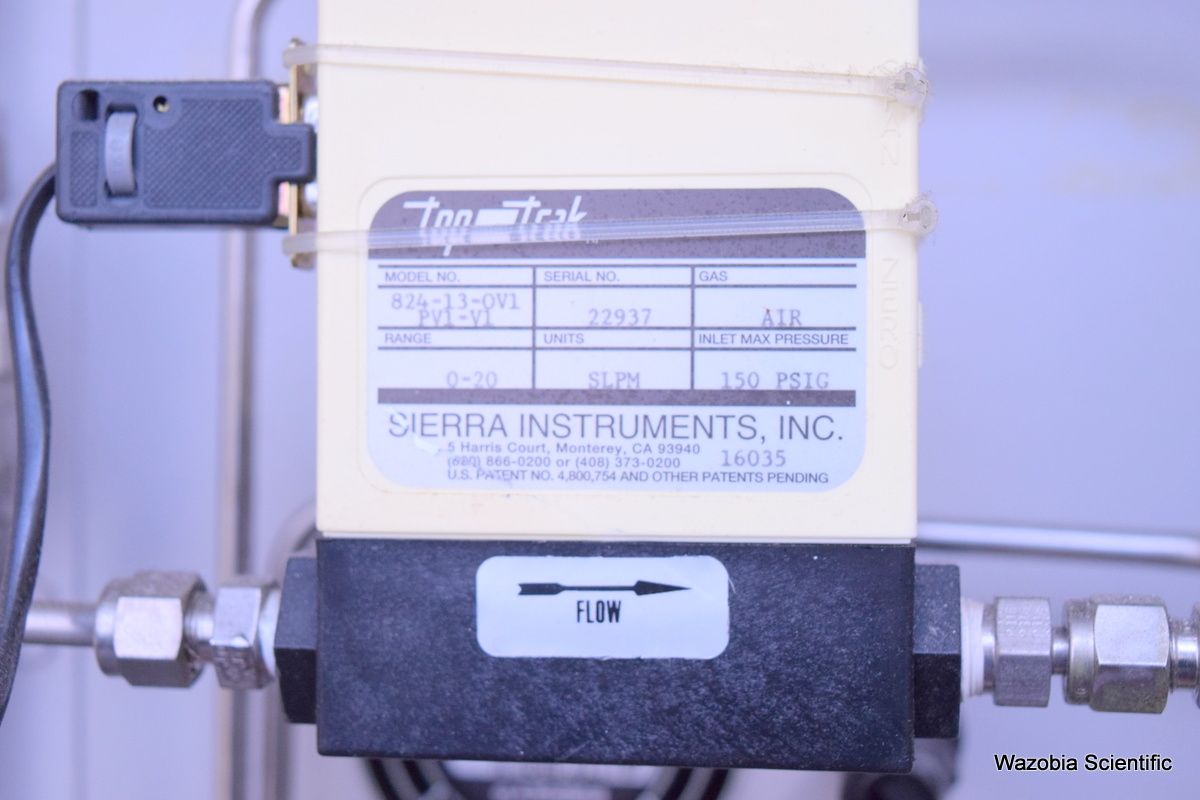 Top Trak
MODEL NO. SERIAL NO. GAS
824-13-OV1
PV1-V1 22937 AIR
RANGE UNITS INLET MAX PRESSURE
0-20 SLPM 150 PSIG
SIERRA INSTRUMENTS, INC.
5 Harris Court, Monterey, CA 93940
866-0200 or (408) 373-0200 16035
U.S. PATENT NO. 4,800,754 AND OTHER PATENTS PENDING
ZERO
FLOW
Wazobia Scientific